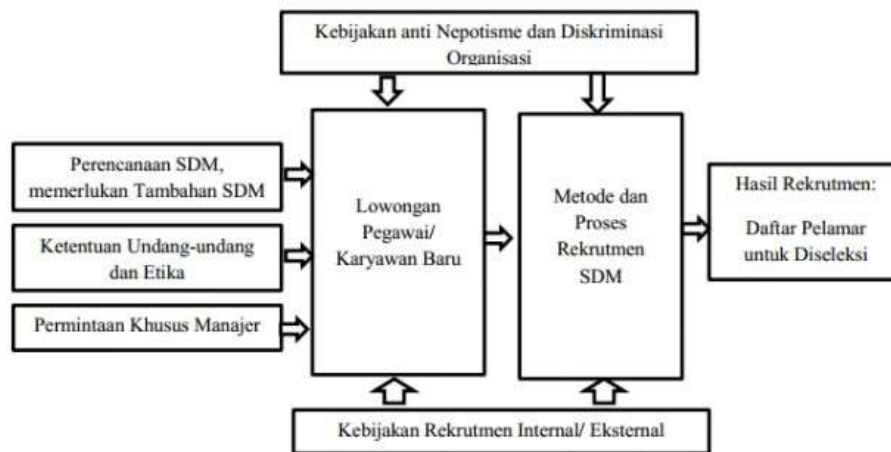 Kebijakan anti Nepotisme dan Diskriminasi
Organisasi
Perencanaan SDM,
memerlukan Tambahan SDM
Ketentuan Undang-undang
dan Etika
Permintaan Khusus Manajer
Lowongan
Pegawai/
Karyawan Baru
Metode dan
Proses
Rekrutmen
SDM
Hasil Rekrutmen:
Daftar Pelamar
untuk Diseleksi
Kebijakan Rekrutmen Internal/ Eksternal